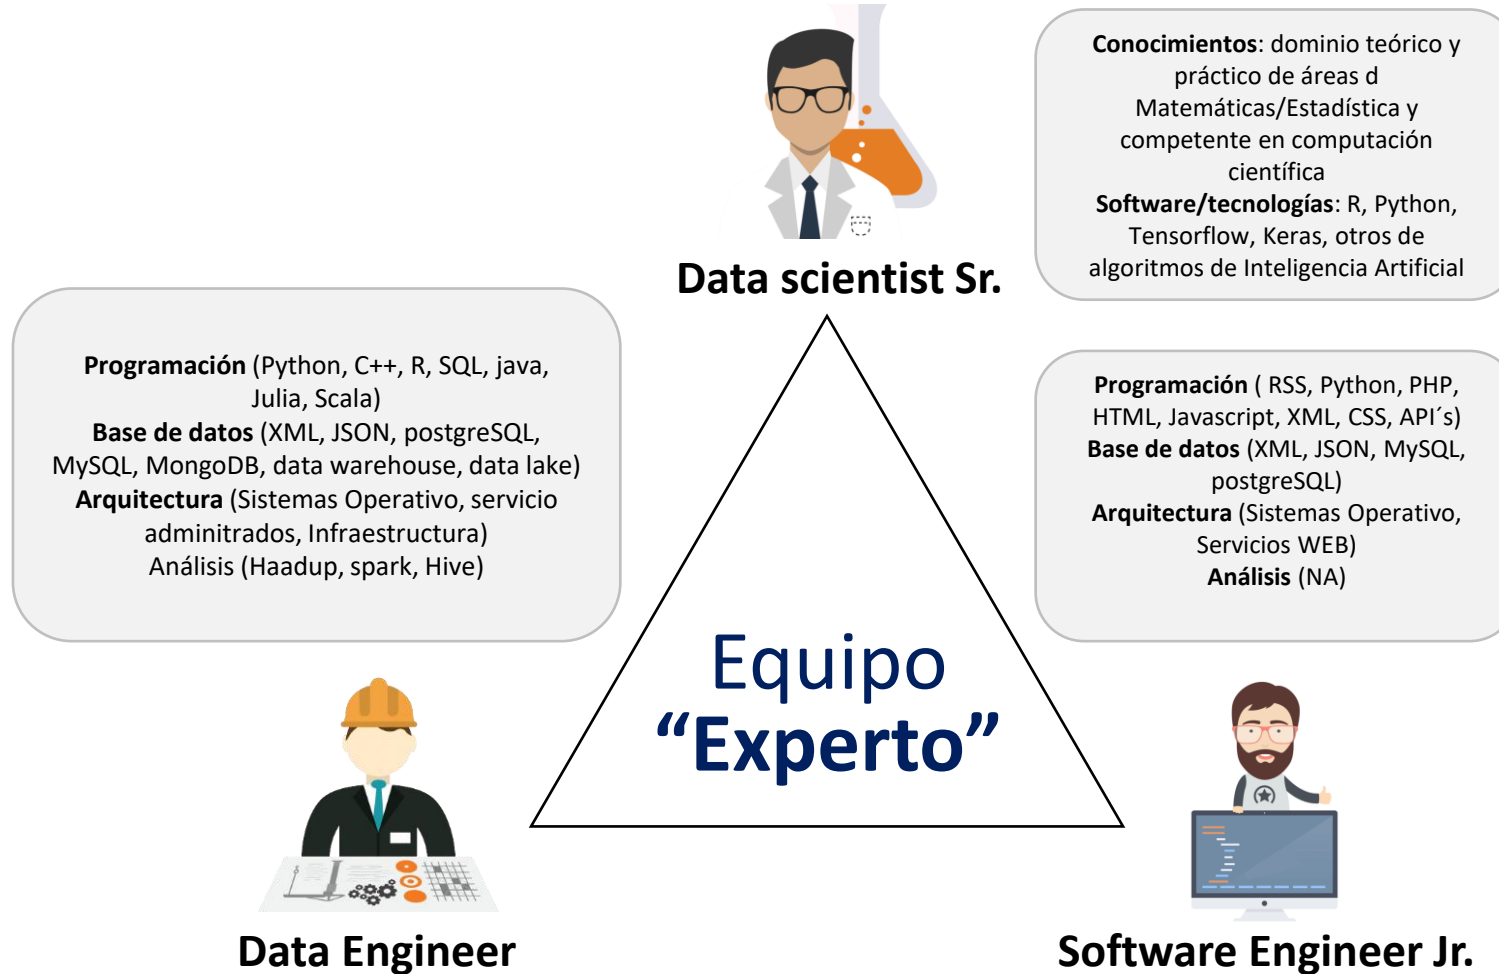 Conocimientos: dominio teórico y
práctico de áreas d
Matemáticas/Estadística y
competente en computación
científica
Software/tecnologías: R, Python,
Tensorflow, Keras, otros de
algoritmos de Inteligencia Artificial
Data scientist Sr.
Programación (Python, C++, R, SQL, java,
Julia, Scala)
Base de datos (XML, JSON, postgreSQL,
MySQL, MongoDB, data warehouse, data lake)
Arquitectura (Sistemas Operativo, servicio
adminitrados, Infraestructura)
Análisis (Haadup, spark, Hive)
Programación ( RSS, Python, PHP,
HTML, Javascript, XML, CSS, API´s)
Base de datos (XML, JSON, MySQL,
postgreSQL)
Arquitectura (Sistemas Operativo,
Servicios WEB)
Análisis (NA)
Equipo
“Experto”
Data Engineer
Software Engineer Jr.